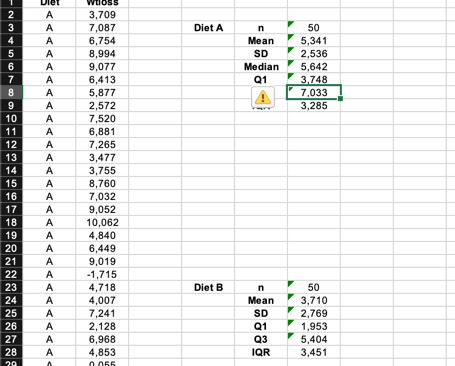 1 Diet Wtloss
2 A 3,709
3 A 7,087 Diet A n 50
4 A 6,754 Mean 5,341
5 A 8,994 SD 2,536
6 A 9,077 Median 5,642
7 A 6,413 Q1 3,748
8 A 5,877 7,033
9 A 2,572 3,285
10 A 7,520
11 A 6,881
12 A 7,265
13 A 3,477
14 A 3,755
15 A 8,760
16 A 7,032
17 A 9,052
18 A 10,062
19 A 4,840
20 A 6,449
21 A 9,019
22 A -1,715
23 A 4,718 Diet B n 50
24 A 4,007 Mean 3,710
25 A 7,241 SD 2,769
26 A 2,128 Q1 1,953
27 A 6,968 Q3 5,404
28 A 4,853 IQR 3,451
29 A